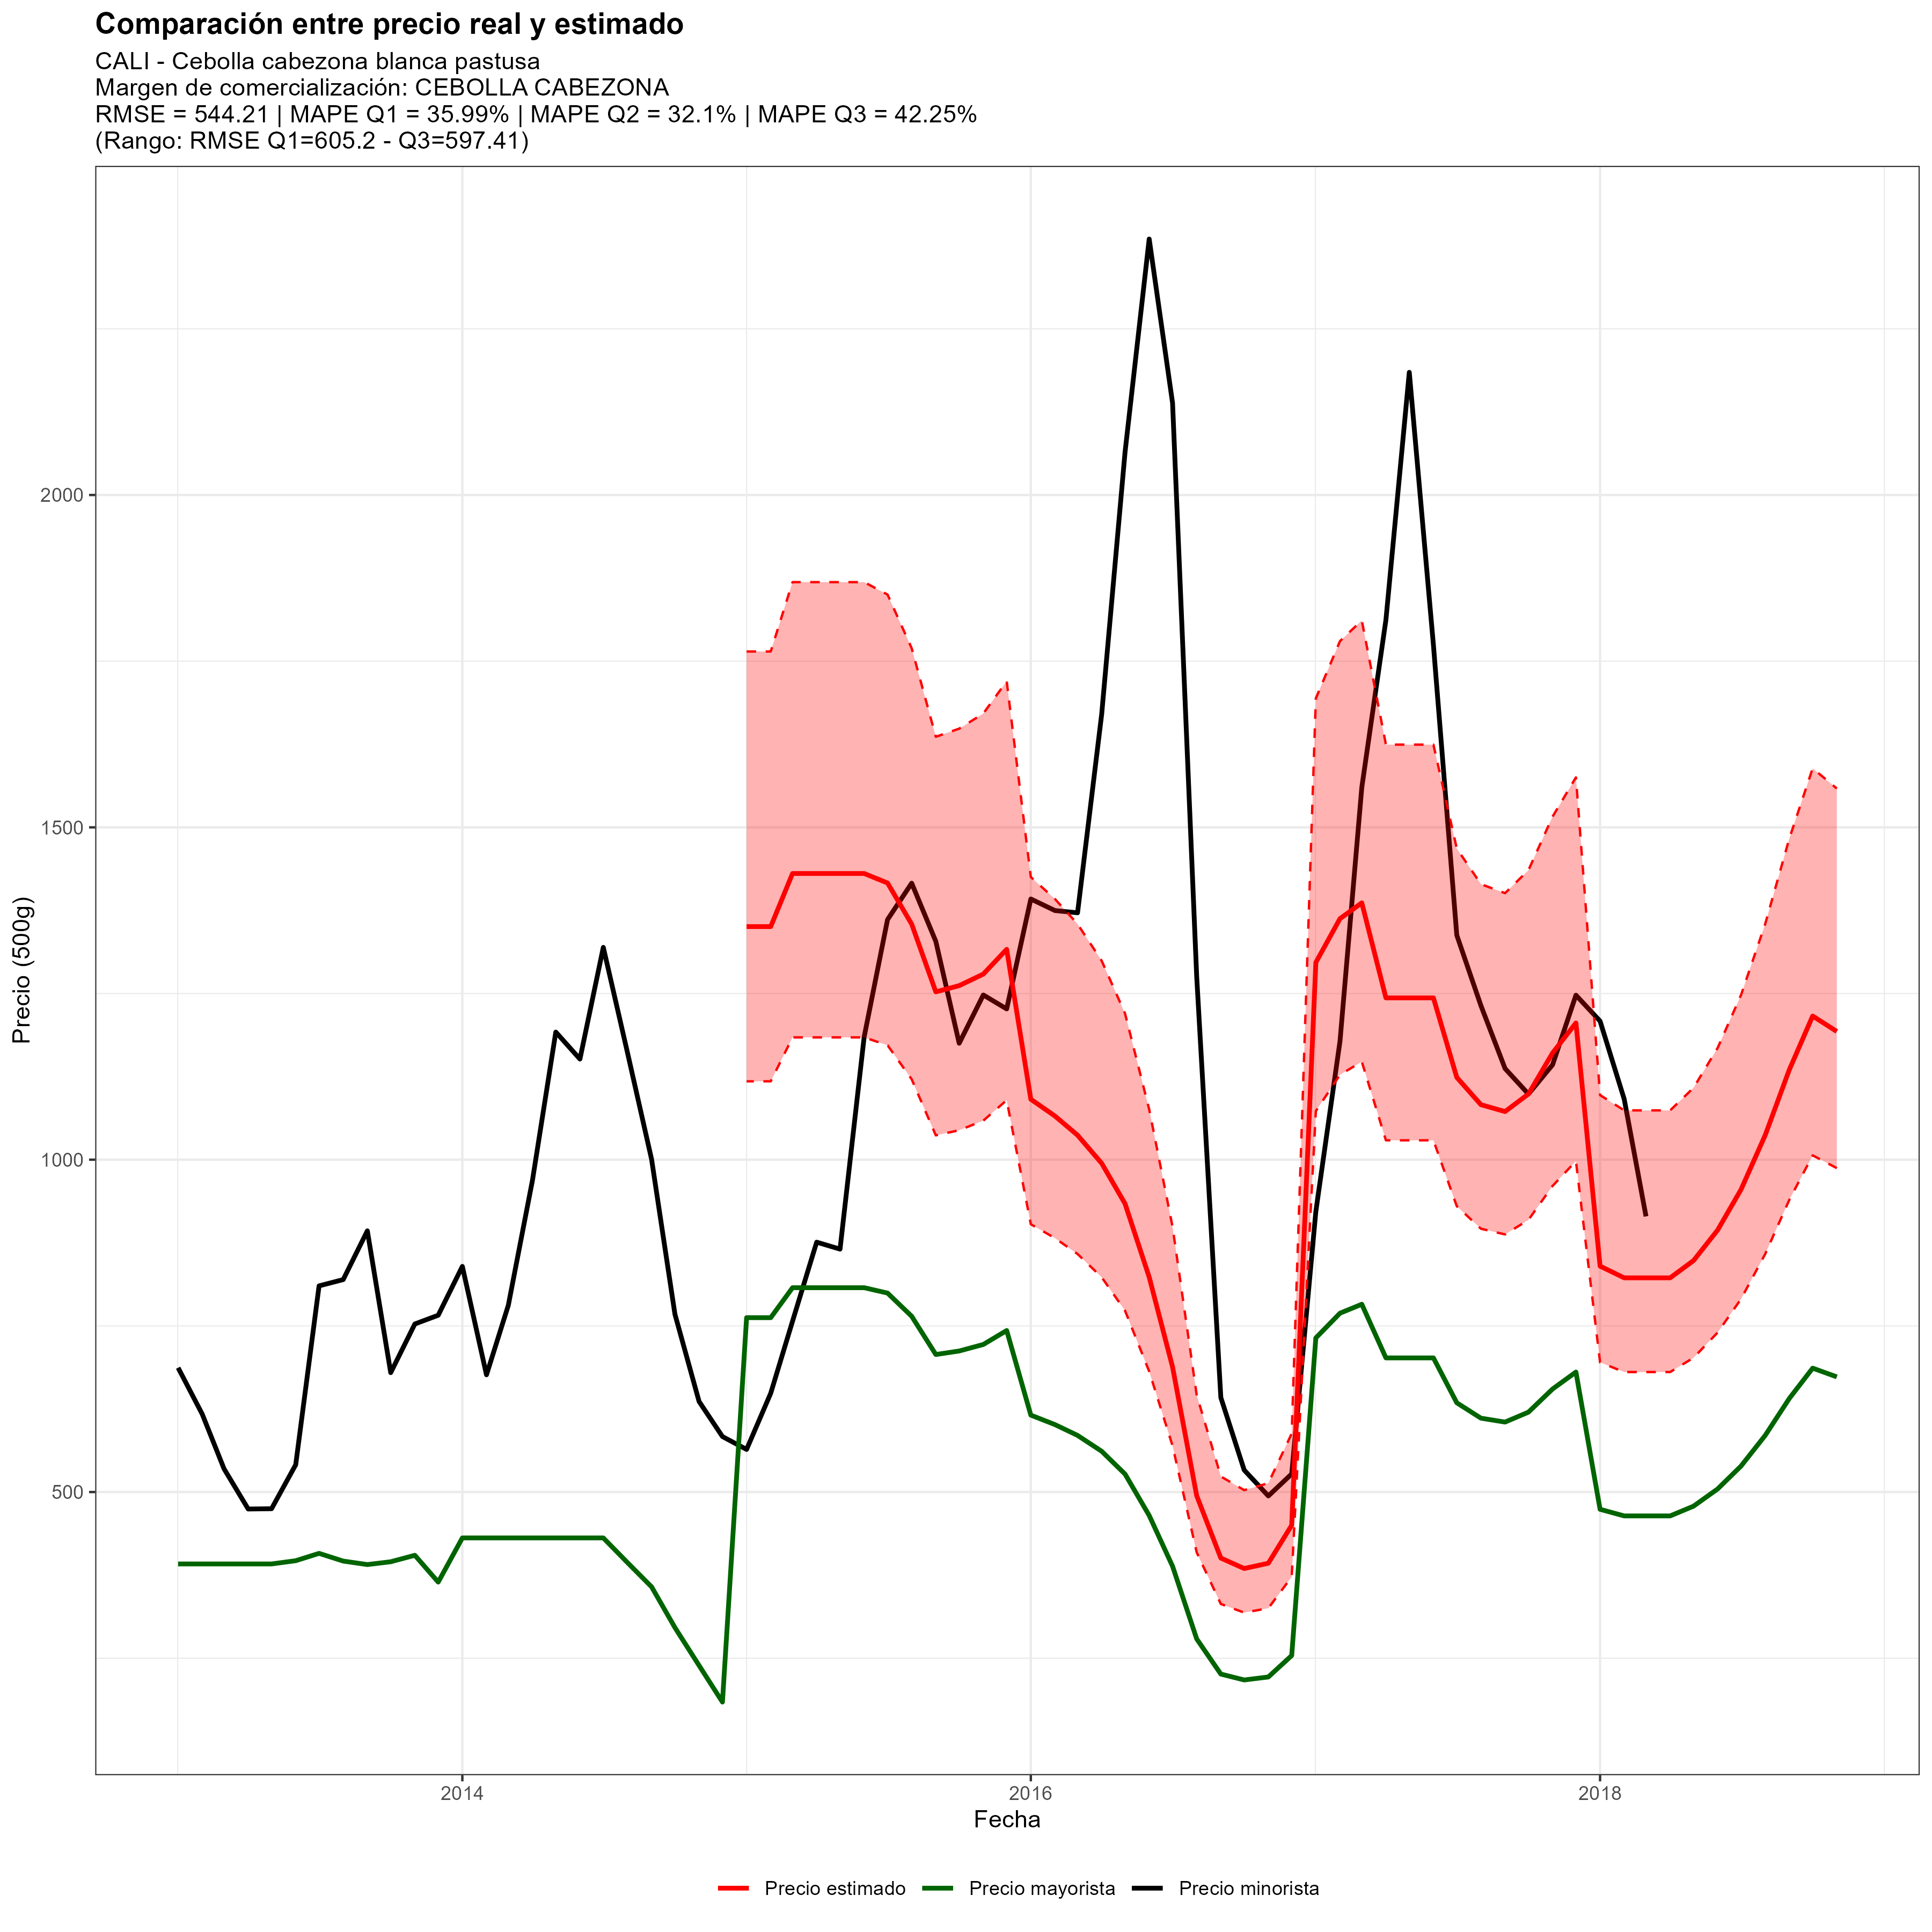 Comparación entre precio real y estimado
CALI - Cebolla cabezona blanca pastusa
Margen de comercialización: CEBOLLA CABEZONA
RMSE = 544.21 | MAPE Q1 = 35.99% | MAPE Q2 = 32.1% | MAPE Q3 = 42.25%
(Rango: RMSE Q1=605.2 - Q3=597.41)
Precio (500g)
2000
1500
1000
500
2014
2016
2018
Fecha
Precio estimado
Precio mayorista
Precio minorista